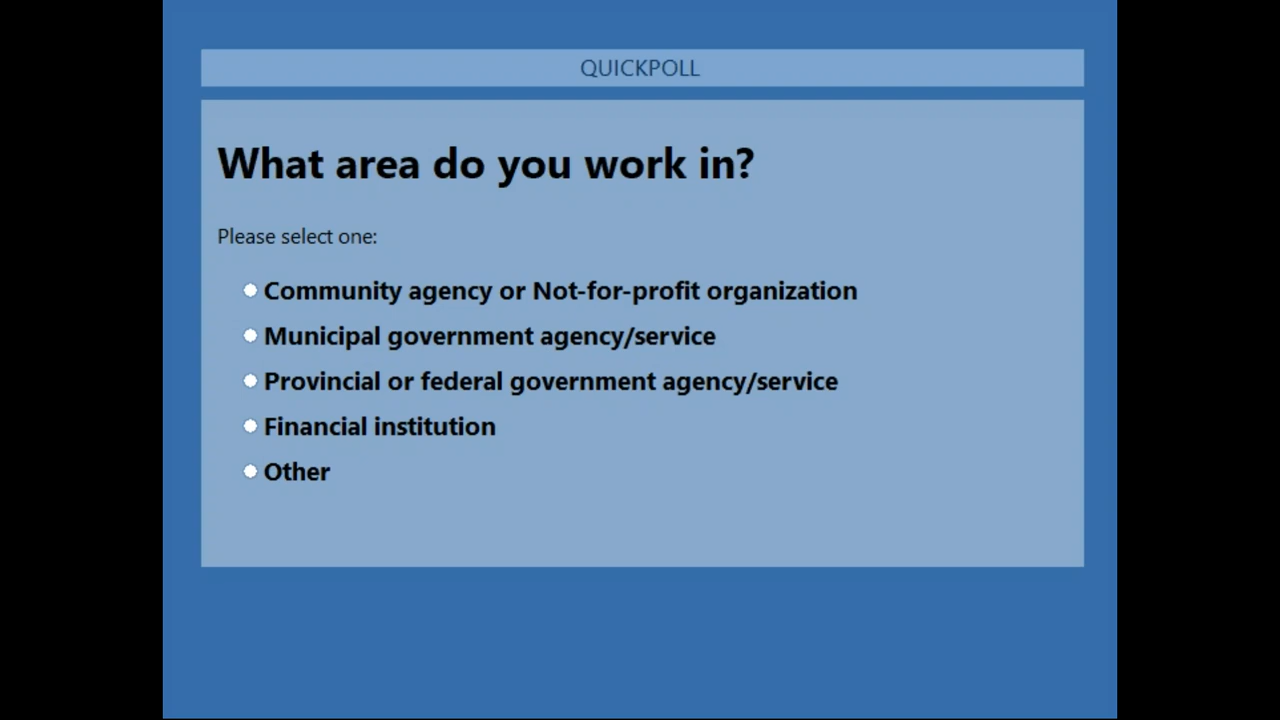 QUICKPOLL
What area do you work in?
Please select one:
Community agency or Not-for-profit organization
Municipal government agency/service
Provincial or federal government agency/service
Financial institution
Other